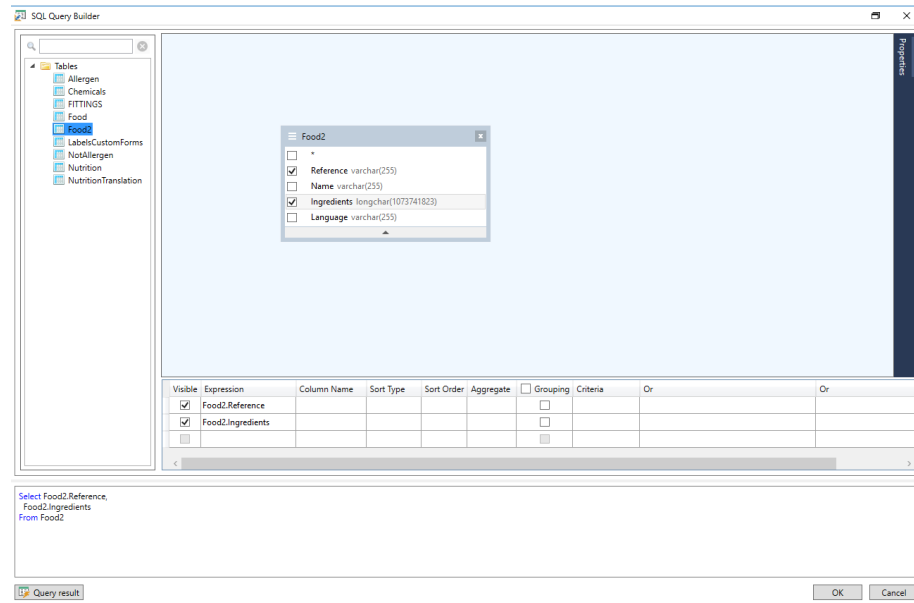 SQL Query Builder
Tables
Allergen
Chemicals
FITTINGS
Food
Food2
LabelsCustomForms
NotAllergen
Nutrition
NutritionTranslation
Food2
*
Reference varchar(255)
Name varchar(255)
Ingredients longchar(1073741823)
Language varchar(255)
Properties
Visible Expression Column Name Sort Type Sort Order Aggregate Grouping Criteria Or Or
Food2.Reference
Food2.Ingredients
Select Food2.Reference,
Food2.Ingredients
From Food2
Query result OK Cancel